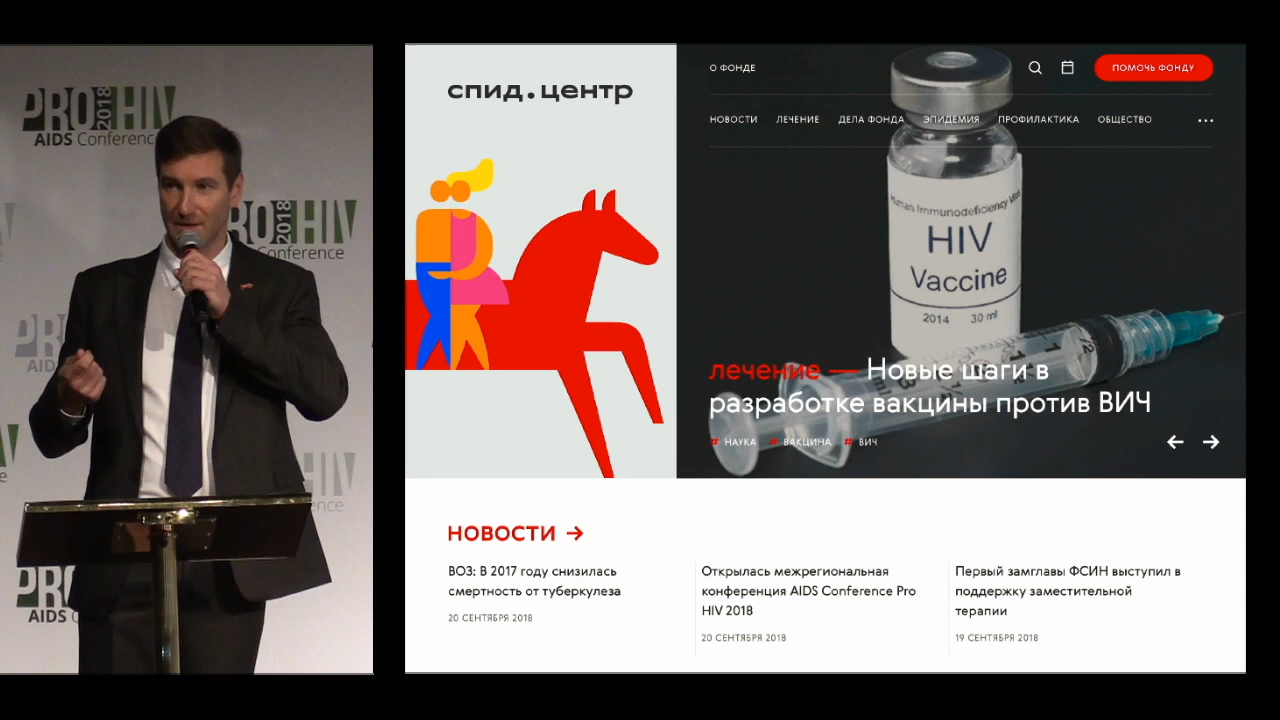 PRO 2018 HIV
AIDS Conference
PRO 2018 HIV
Conference
спид.центр
О ФОНДЕ
ПОМОЧЬ ФОНДУ
НОВОСТИ ЛЕЧЕНИЕ ДЕЛА ФОНДА ЭПИДЕМИЯ ПРОФИЛАКТИКА ОБЩЕСТВО
HIV
Vaccine
2014 30 ml
лечение — Новые шаги в
разработке вакцины против ВИЧ
# НАУКА # ВАКЦИНА # ВИЧ
НОВОСТИ →
ВОЗ: В 2017 году снизилась
смертность от туберкулеза
20 СЕНТЯБРЯ 2018
Открылась межрегиональная
конференция AIDS Conference Pro
HIV 2018
20 СЕНТЯБРЯ 2018
Первый замглавы ФСИН выступил в
поддержку заместительной
терапии
19 СЕНТЯБРЯ 2018